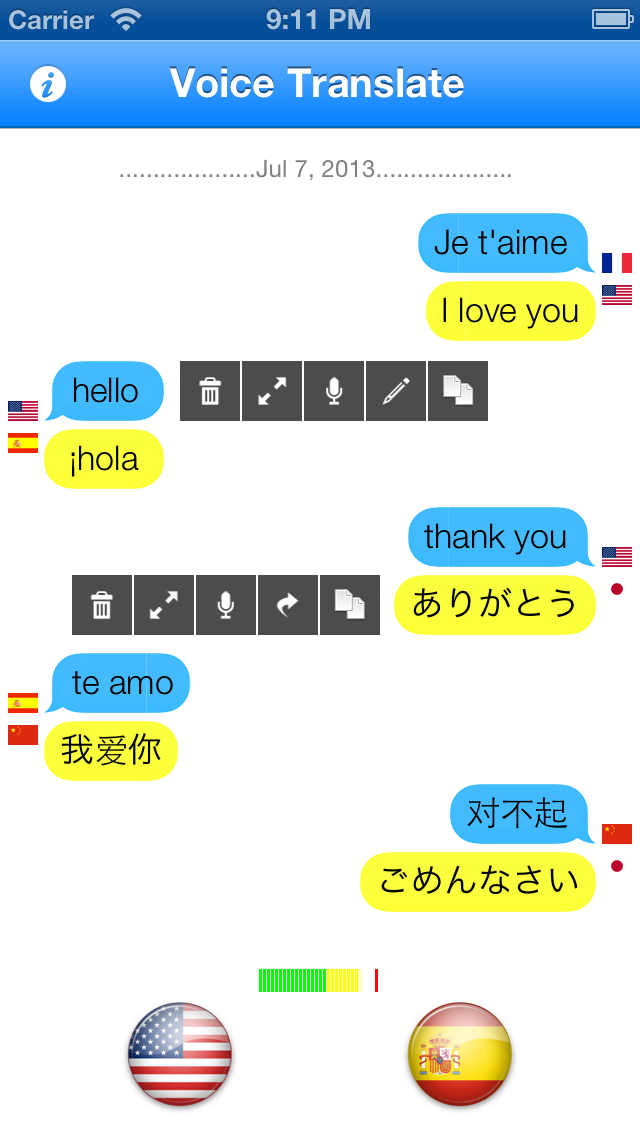 Carrier 9:11 PM
Voice Translate
....................Jul 7, 2013....................
Je t'aime
I love you
hello
¡hola
thank you
ありがとう
te amo
我爱你
对不起
ごめんなさい